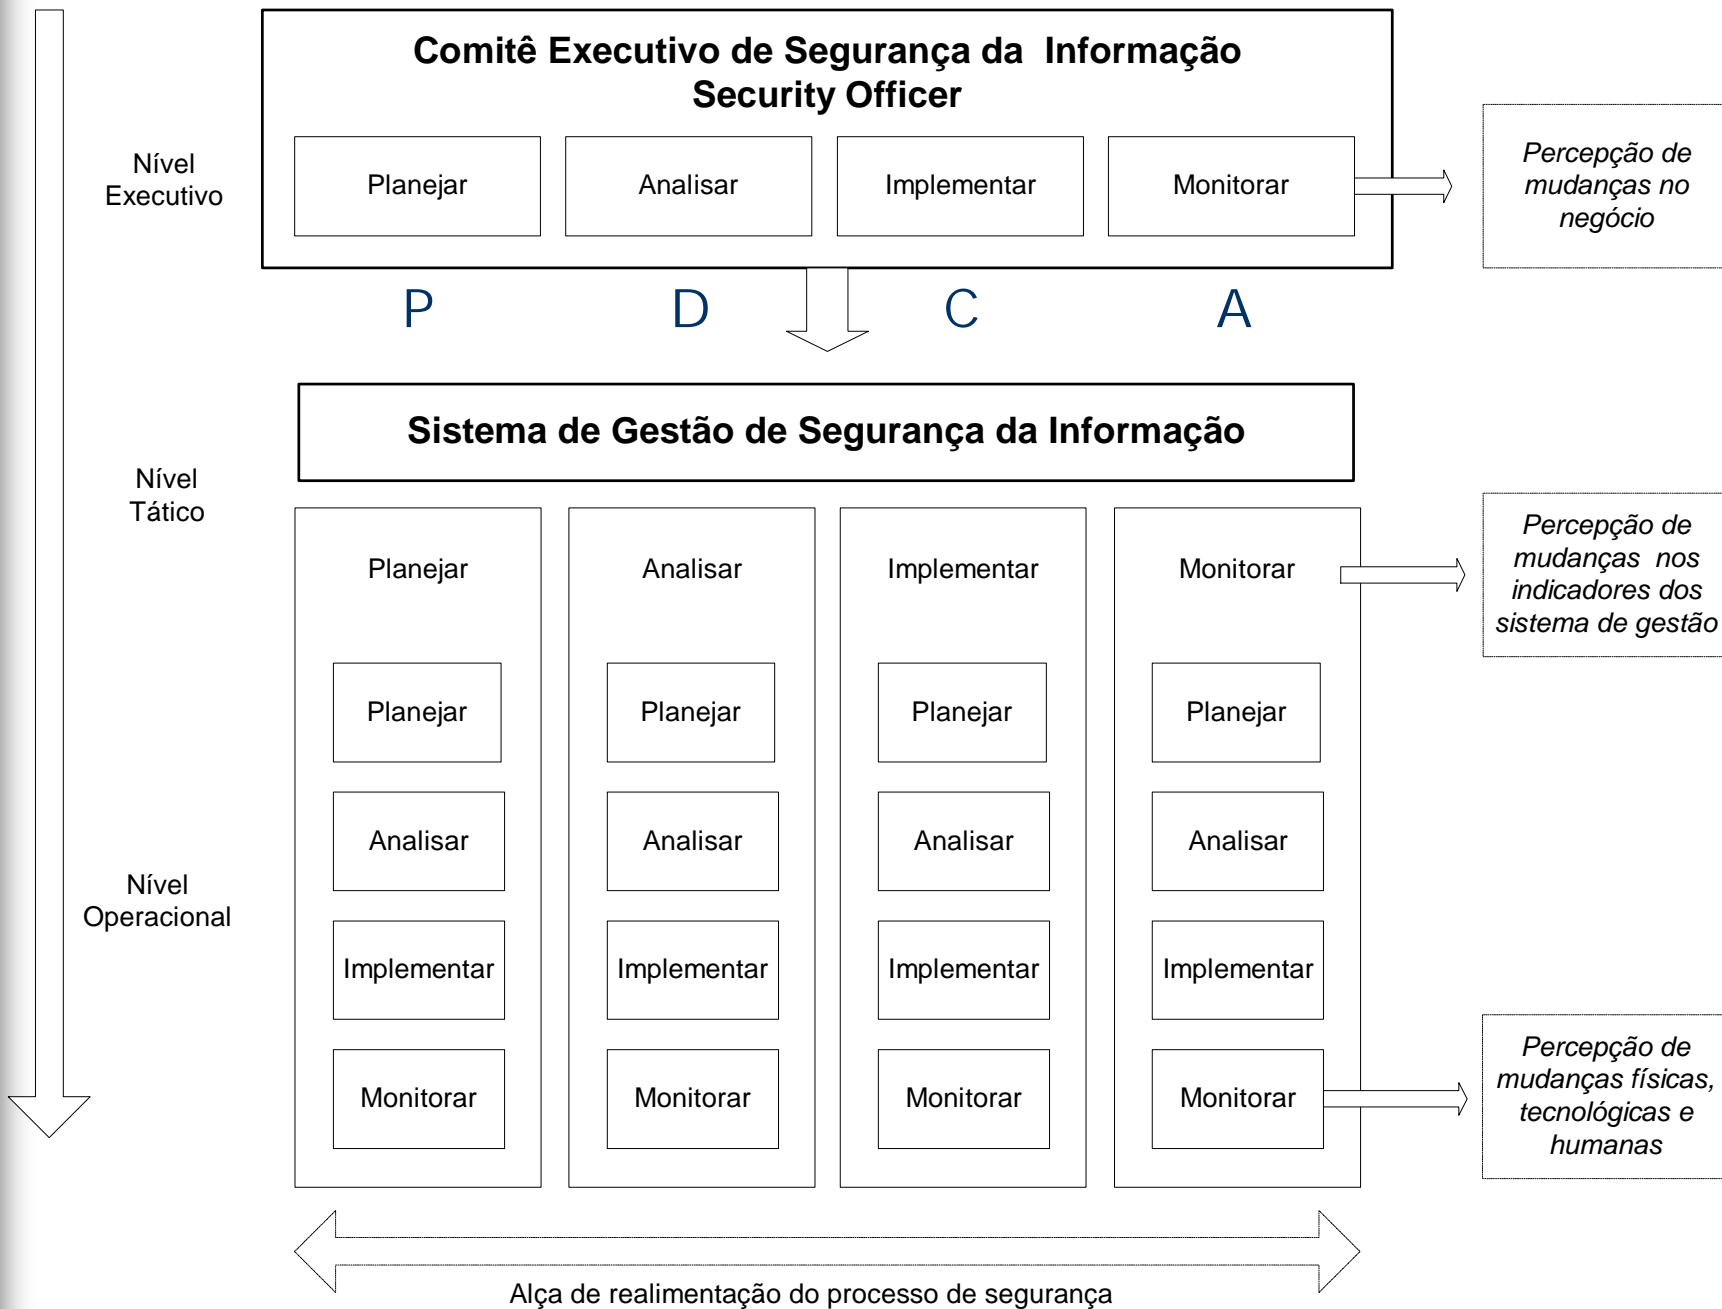 Comitê Executivo de Segurança da Informação
Security Officer
Nível
Executivo
Planejar
Analisar
Implementar
Monitorar
Percepção de
mudanças no
negócio
P
D
C
A
Sistema de Gestão de Segurança da Informação
Nível
Tático
Planejar
Analisar
Implementar
Monitorar
Percepção de
mudanças nos
indicadores dos
sistema de gestão
Planejar
Planejar
Planejar
Planejar
Analisar
Analisar
Analisar
Analisar
Nível
Operacional
Implementar
Implementar
Implementar
Implementar
Monitorar
Monitorar
Monitorar
Monitorar
Percepção de
mudanças físicas,
tecnológicas e
humanas
Alça de realimentação do processo de segurança